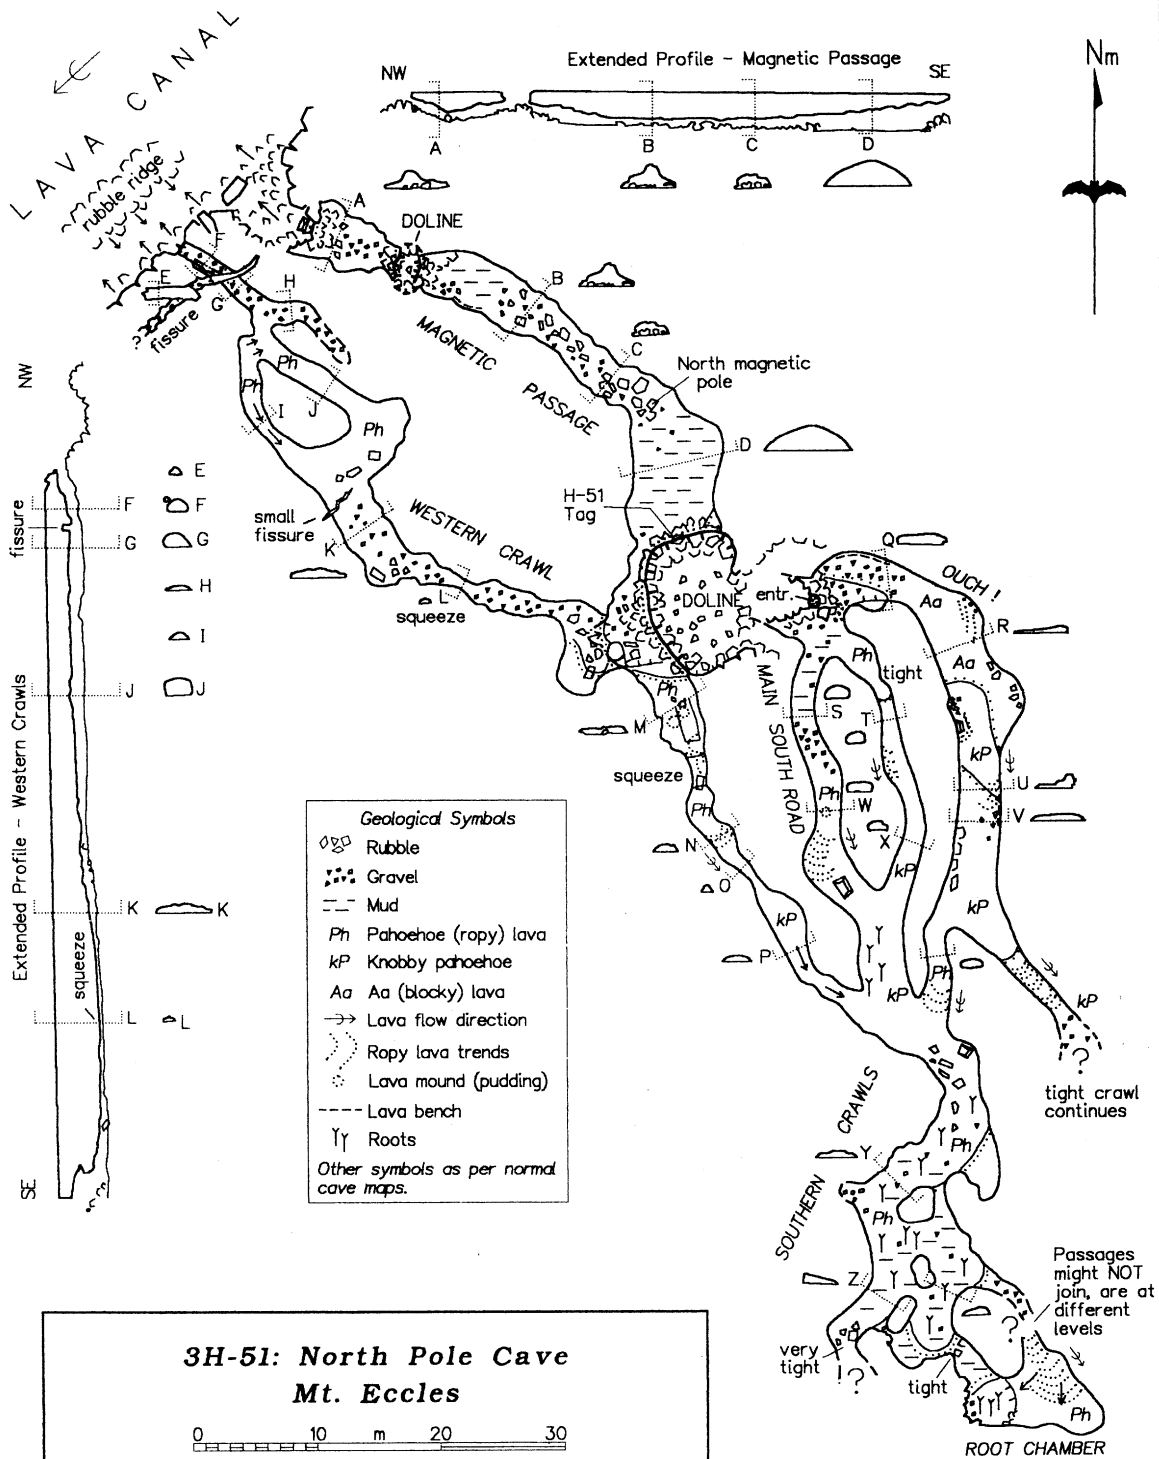 LAVA CANAL
Extended Profile - Magnetic Passage
NW
SE
A
B
C
D
Nm
rubble ridge
A
DOLINE
F
E
G
H
fissure
?
MAGNETIC
PASSAGE
B
C
North magnetic
pole
Ph
Ph
I
J
Ph
D
NW
E
F
F
fissure
G
G
H
I
J
J
K
K
squeeze
L
L
SE
Extended Profile - Western Crawls
small
fissure
K
WESTERN CRAWL
L
squeeze
H-51
Tag
DOLINE
entr.
Q
OUCH !
Aa
R
Aa
Ph
tight
MAIN
SOUTH ROAD
S
T
kP
U
V
Ph
W
X
kP
kP
Ph
M
squeeze
Ph
N
O
kP
P
kP
Ph
kP
?
tight crawl
continues
Geological Symbols
Rubble
Gravel
Mud
Ph Pahoehoe (ropy) lava
kP Knobby pahoehoe
Aa Aa (blocky) lava
Lava flow direction
Ropy lava trends
Lava mound (pudding)
Lava bench
Roots
Other symbols as per normal
cave maps.
SOUTHERN
CRAWLS
Ph
Y
Ph
Z
very
tight
!?
tight
?
Passages
might NOT
join, are at
different
levels
Ph
ROOT CHAMBER
3H-51: North Pole Cave
Mt. Eccles
0 10 m 20 30